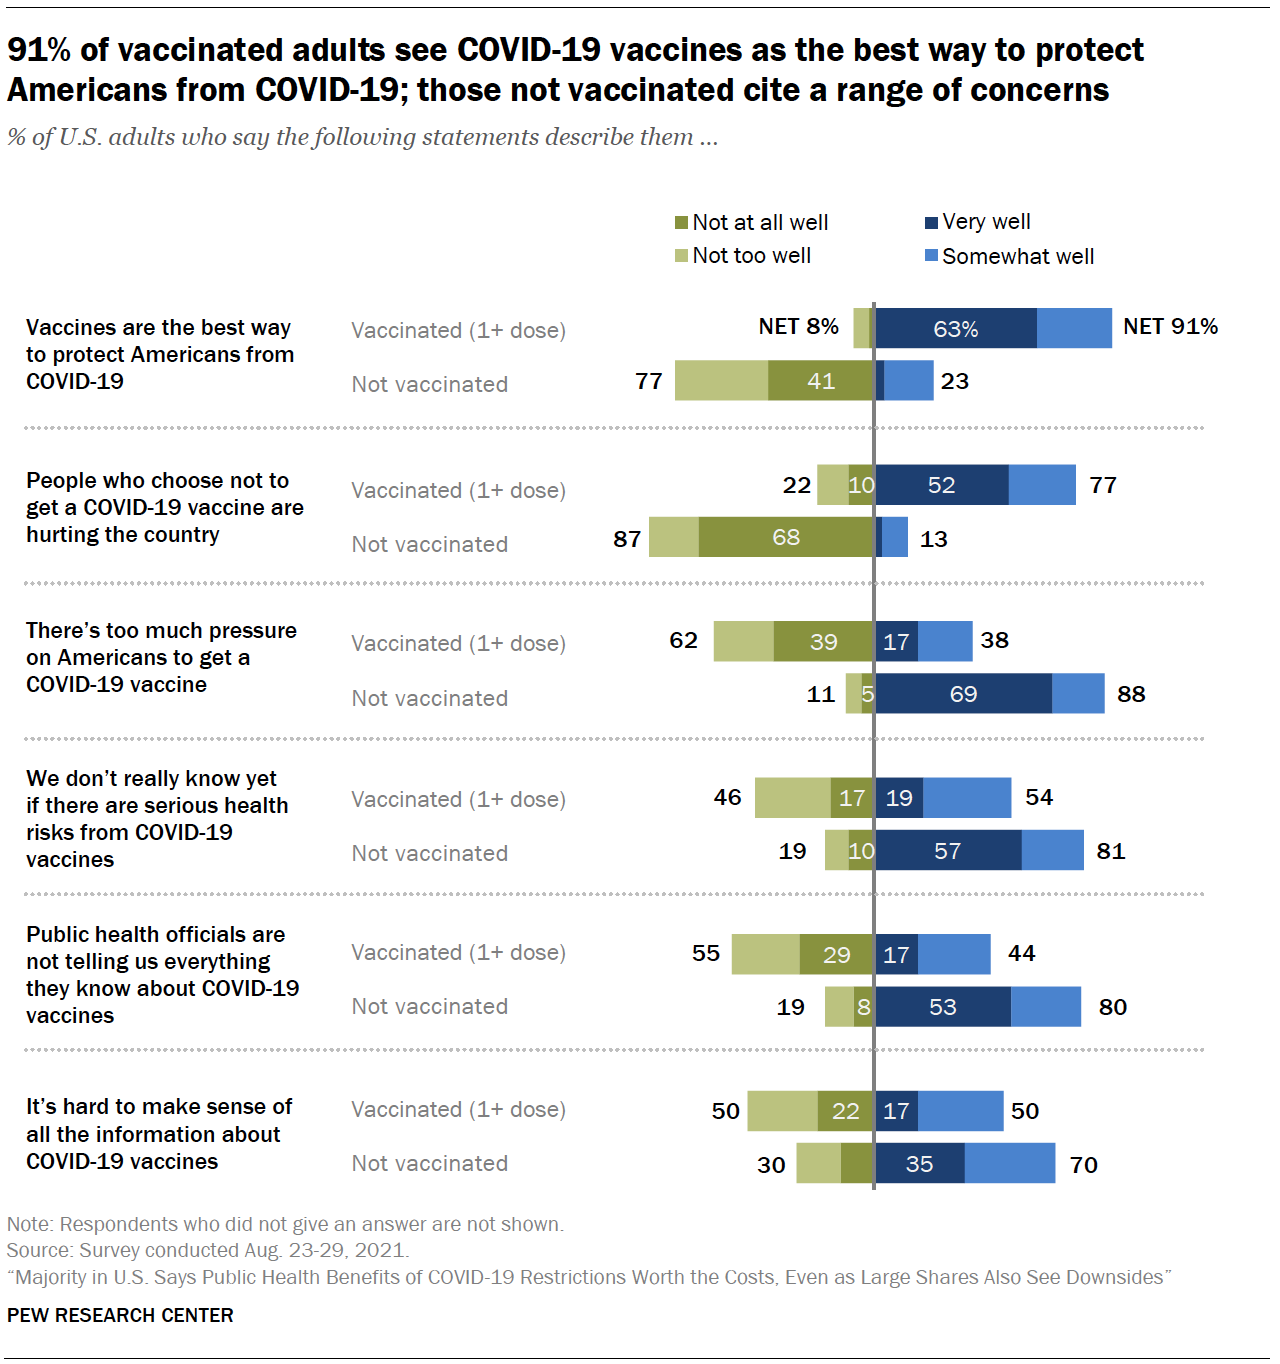 91% of vaccinated adults see COVID-19 vaccines as the best way to protect
Americans from COVID-19; those not vaccinated cite a range of concerns
% of U.S. adults who say the following statements describe them ...
Not at all well
Very well
Not too well
Somewhat well
Vaccines are the best way
to protect Americans from
COVID-19
Vaccinated (1+ dose)
NET 8%
63%
NET 91%
Not vaccinated
77
41
23
People who choose not to
get a COVID-19 vaccine are
hurting the country
Vaccinated (1+ dose)
22
10
52
77
Not vaccinated
87
68
13
There's too much pressure
on Americans to get a
COVID-19 vaccine
Vaccinated (1+ dose)
62
39
17
38
Not vaccinated
11
5
69
88
We don't really know yet
if there are serious health
risks from COVID-19
vaccines
Vaccinated (1+ dose)
46
17
19
54
Not vaccinated
19
10
57
81
Public health officials are
not telling us everything
they know about COVID-19
vaccines
Vaccinated (1+ dose)
55
29
17
44
Not vaccinated
19
8
53
80
It's hard to make sense of
all the information about
COVID-19 vaccines
Vaccinated (1+ dose)
50
22
17
50
Not vaccinated
30
35
70
Note: Respondents who did not give an answer are not shown.
Source: Survey conducted Aug. 23-29, 2021.
"Majority in U.S. Says Public Health Benefits of COVID-19 Restrictions Worth the Costs, Even as Large Shares Also See Downsides"
PEW RESEARCH CENTER